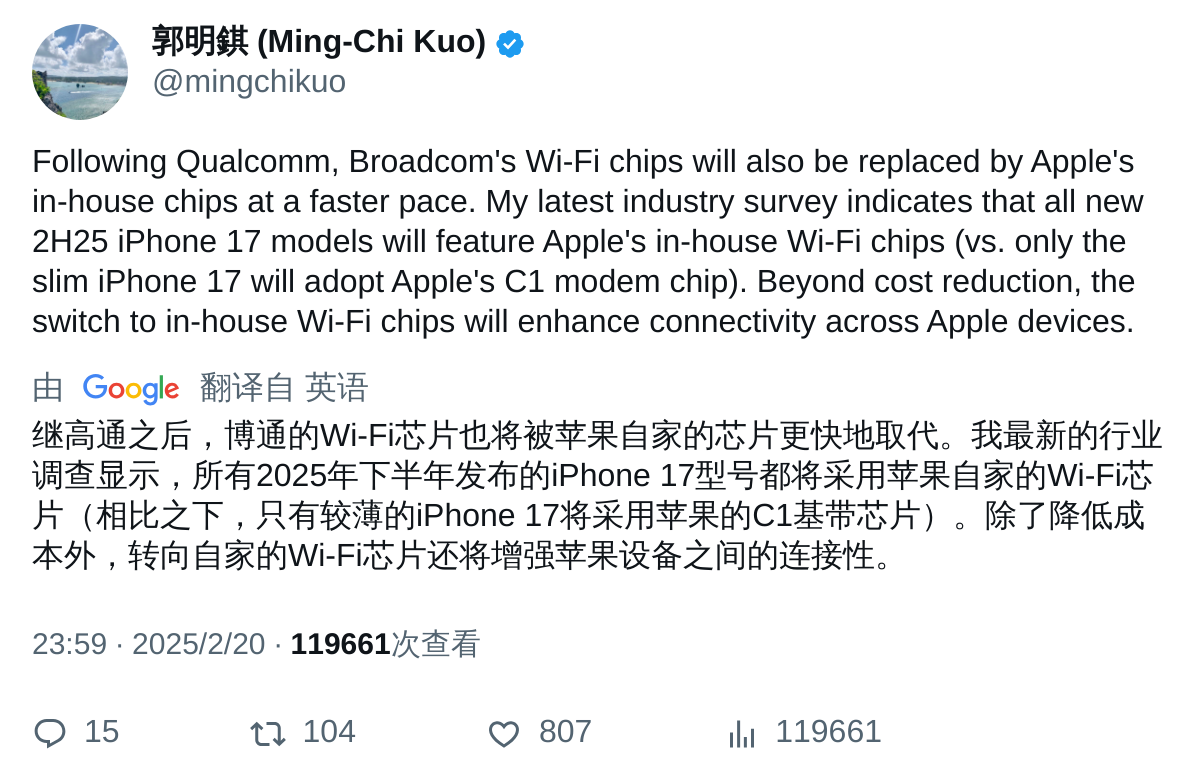 郭明錤 (Ming-Chi Kuo)
@mingchikuo
Following Qualcomm, Broadcom's Wi-Fi chips will also be replaced by Apple's
in-house chips at a faster pace. My latest industry survey indicates that all new
2H25 iPhone 17 models will feature Apple's in-house Wi-Fi chips (vs. only the
slim iPhone 17 will adopt Apple's C1 modem chip). Beyond cost reduction, the
switch to in-house Wi-Fi chips will enhance connectivity across Apple devices.
由 Google 翻译自 英语
继高通之后，博通的Wi-Fi芯片也将被苹果自家的芯片更快地取代。我最新的行业
调查显示，所有2025年下半年发布的iPhone 17型号都将采用苹果自家的Wi-Fi芯
片（相比之下，只有较薄的iPhone 17将采用苹果的C1基带芯片）。除了降低成
本外，转向自家的Wi-Fi芯片还将增强苹果设备之间的连接性。
23:59 · 2025/2/20 · 119661次查看
15 104 807 119661